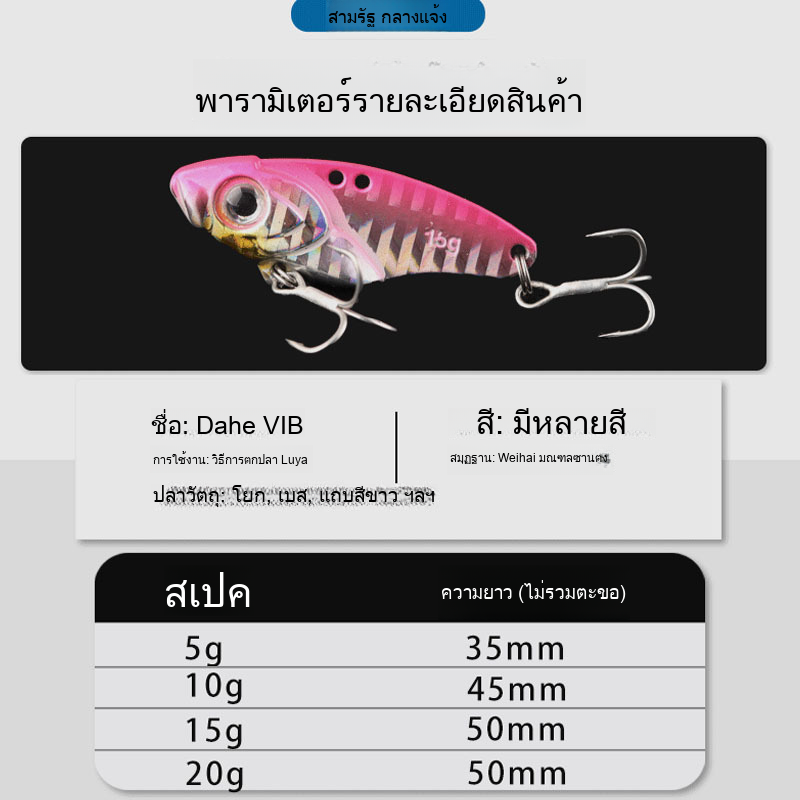 สามรัฐ กลางแจ้ง
พารามิเตอร์รายละเอียดสินค้า
15g
ชื่อ: Dahe VIB
สี: มีหลายสี
การใช้งาน: วิธีการตกปลา Luya
สมุฏฐาน: Weihai มณฑลซานตง
ปลาวัตถุ: โยก, เบส, แถบสีขาว ฯลฯ
สเปค
ความยาว (ไม่รวมตะขอ)
5g
35mm
10g
45mm
15g
50mm
20g
50mm